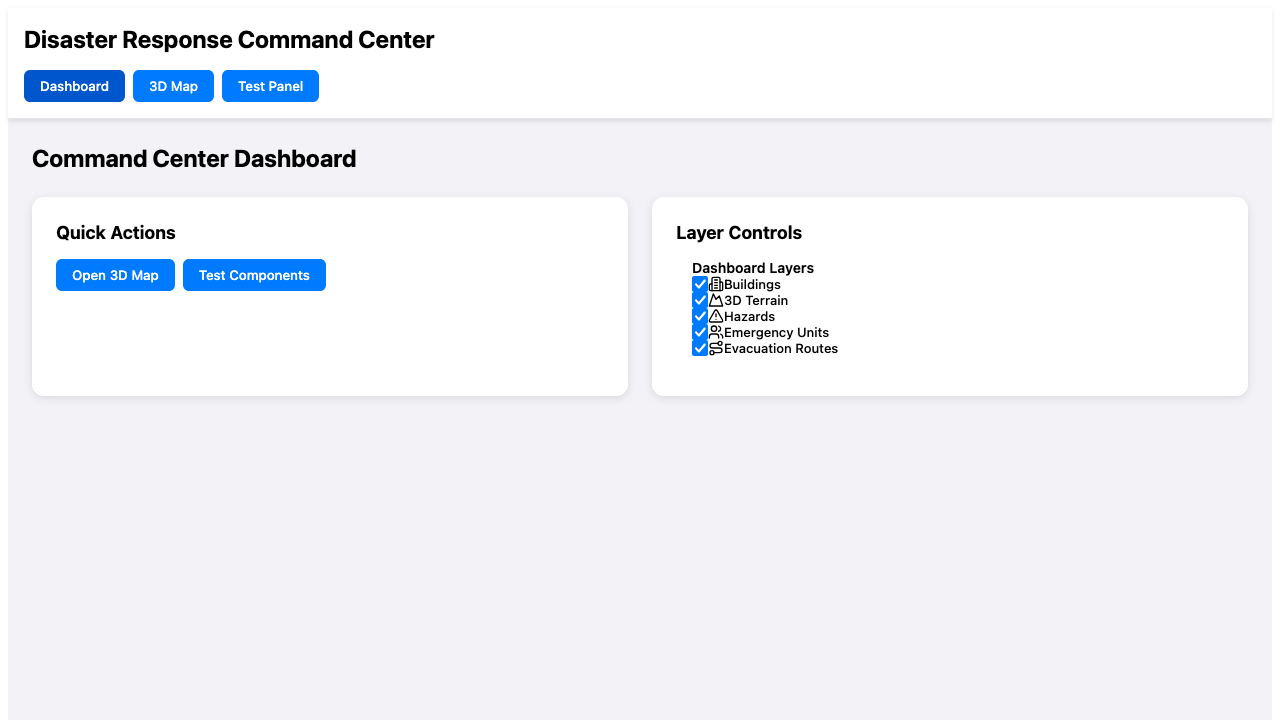 Disaster Response Command Center
Dashboard 3D Map Test Panel
Command Center Dashboard
Quick Actions
Open 3D Map Test Components
Layer Controls
Dashboard Layers
Buildings
3D Terrain
Hazards
Emergency Units
Evacuation Routes